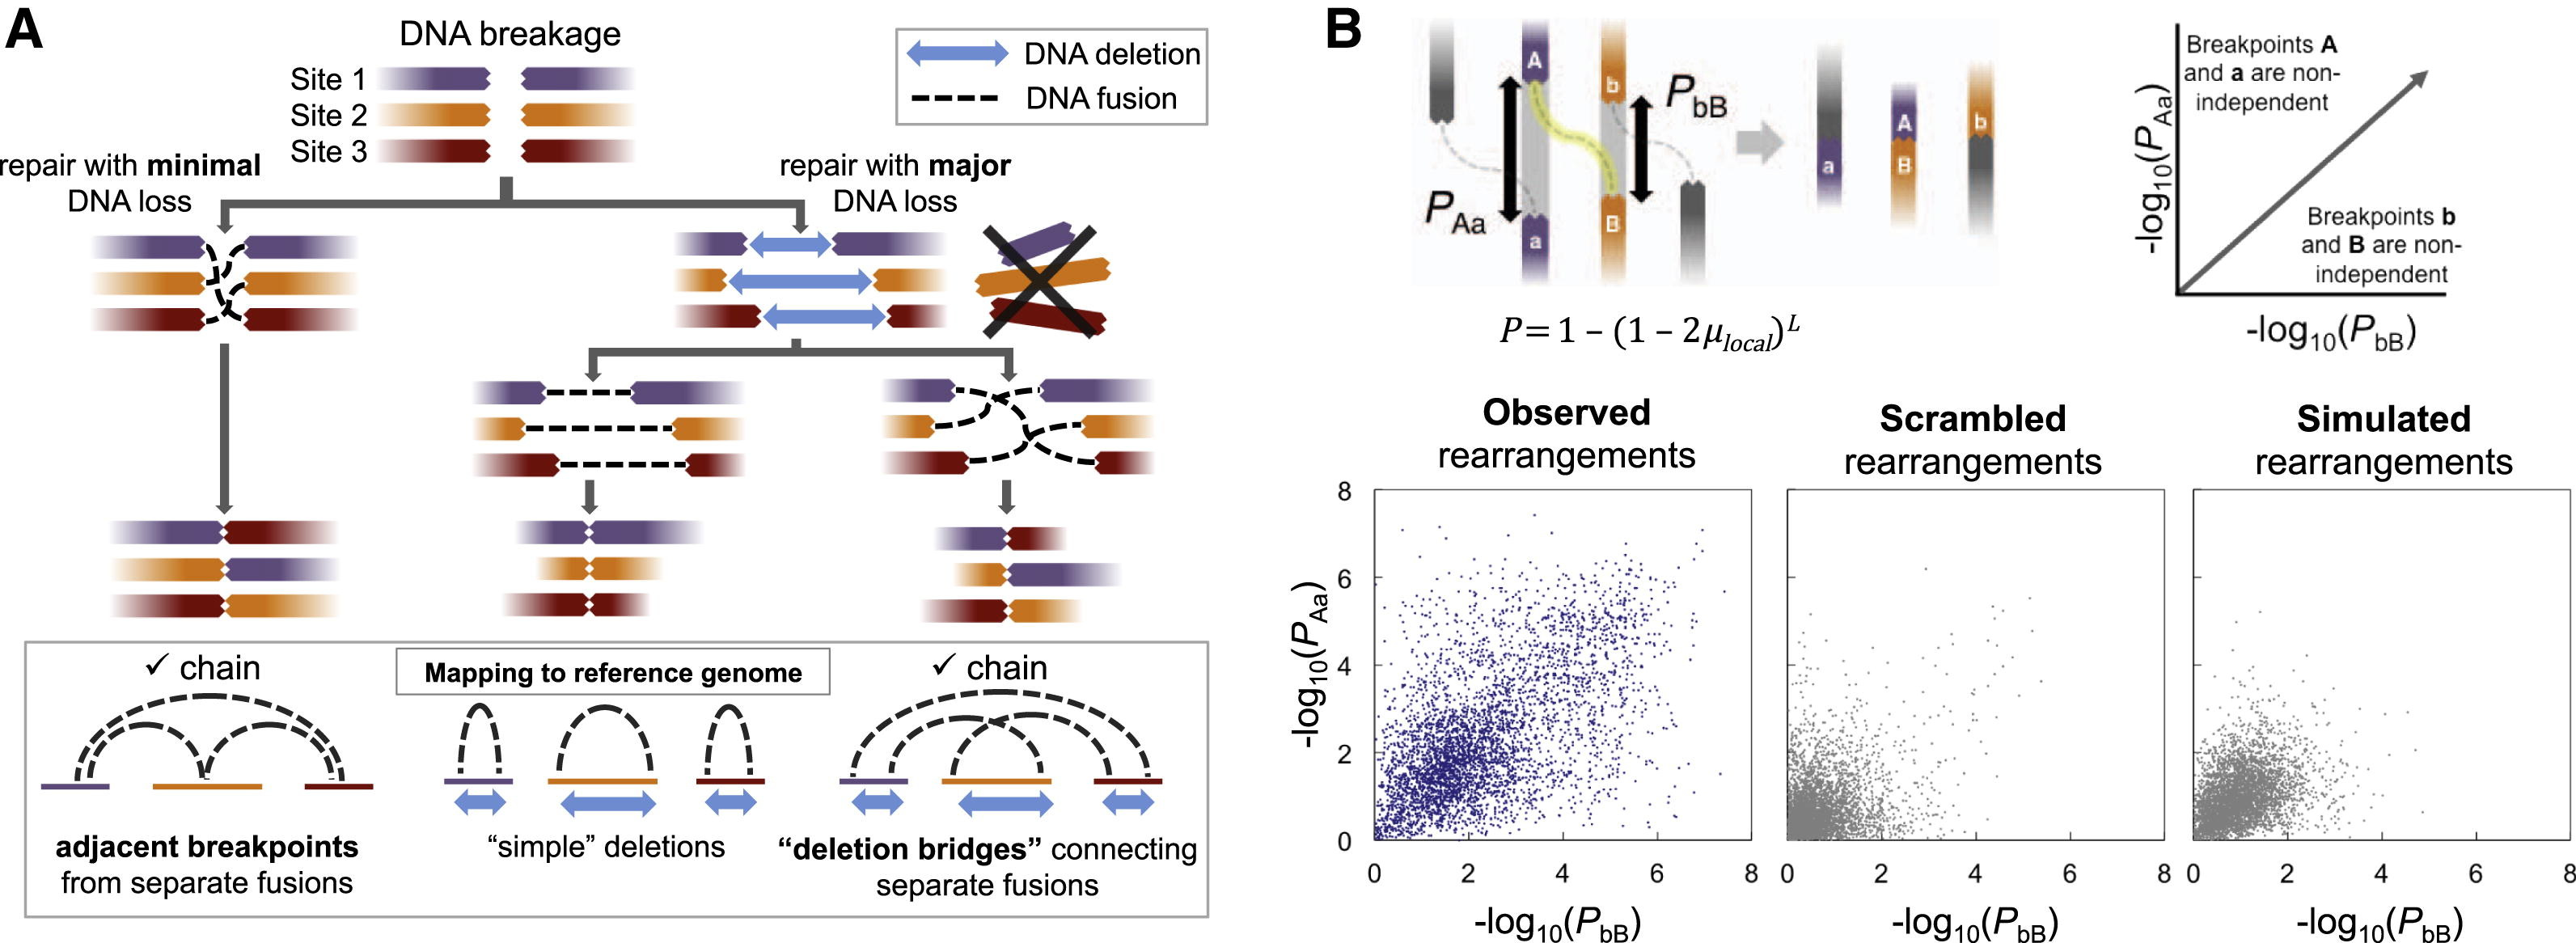 A
DNA breakage
Site 1
Site 2
Site 3
DNA deletion
DNA fusion
repair with minimal
DNA loss
repair with major
DNA loss
✓ chain
Mapping to reference genome
✓ chain
adjacent breakpoints
from separate fusions
“simple” deletions
“deletion bridges” connecting
separate fusions
B
A
b
P_bB
P_Aa
a
B
a
A
B
b
P = 1 – (1 – 2μ_local)^L
-log10(P_Aa)
Breakpoints A
and a are non-
independent
Breakpoints b
and B are non-
independent
-log10(P_bB)
Observed
rearrangements
Scrambled
rearrangements
Simulated
rearrangements
-log10(P_Aa)
8
6
4
2
0
0 2 4 6 8
0 2 4 6 8
0 2 4 6 8
-log10(P_bB)
-log10(P_bB)
-log10(P_bB)